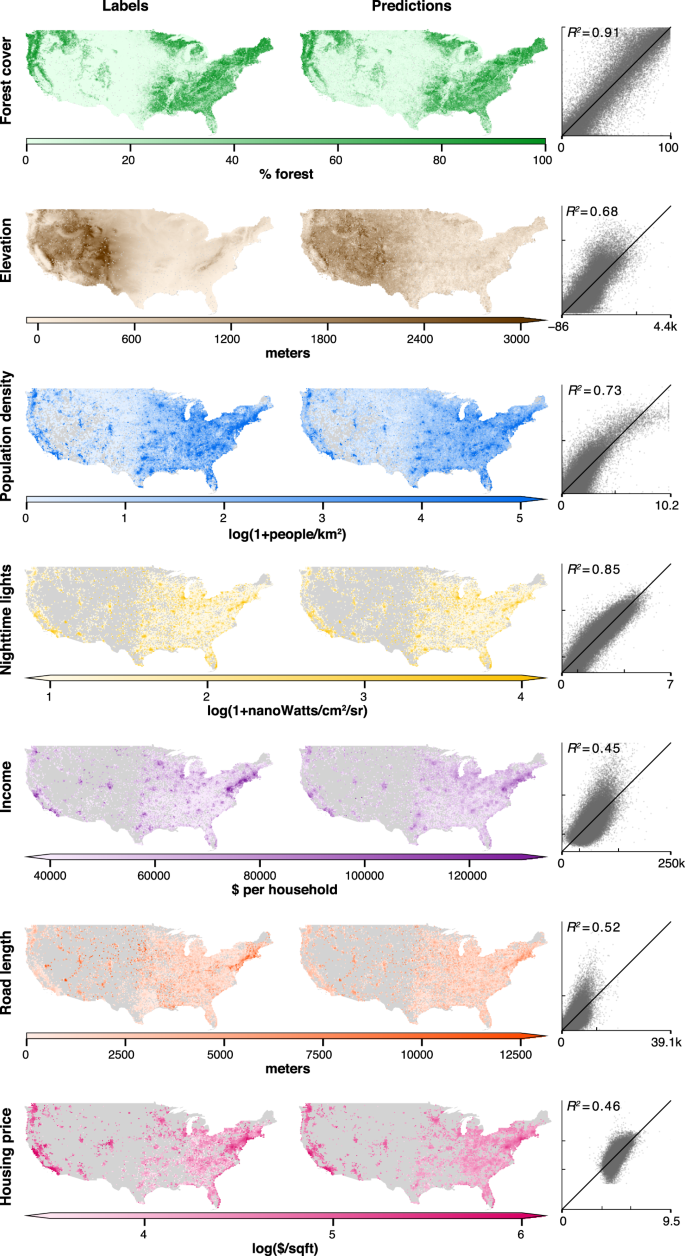 Labels Predictions
Forest cover
R² = 0.91
0 20 40 60 80 100
% forest
0 100
Elevation
R² = 0.68
0 600 1200 1800 2400 3000
meters
−86 4.4k
Population density
R² = 0.73
0 1 2 3 4 5
log(1+people/km²)
0 10.2
Nighttime lights
R² = 0.85
1 2 3 4
log(1+nanoWatts/cm²/sr)
0 7
Income
R² = 0.45
40000 60000 80000 100000 120000
$ per household
0 250k
Road length
R² = 0.52
0 2500 5000 7500 10000 12500
meters
0 39.1k
Housing price
R² = 0.46
4 5 6
log($/sqft)
0 9.5